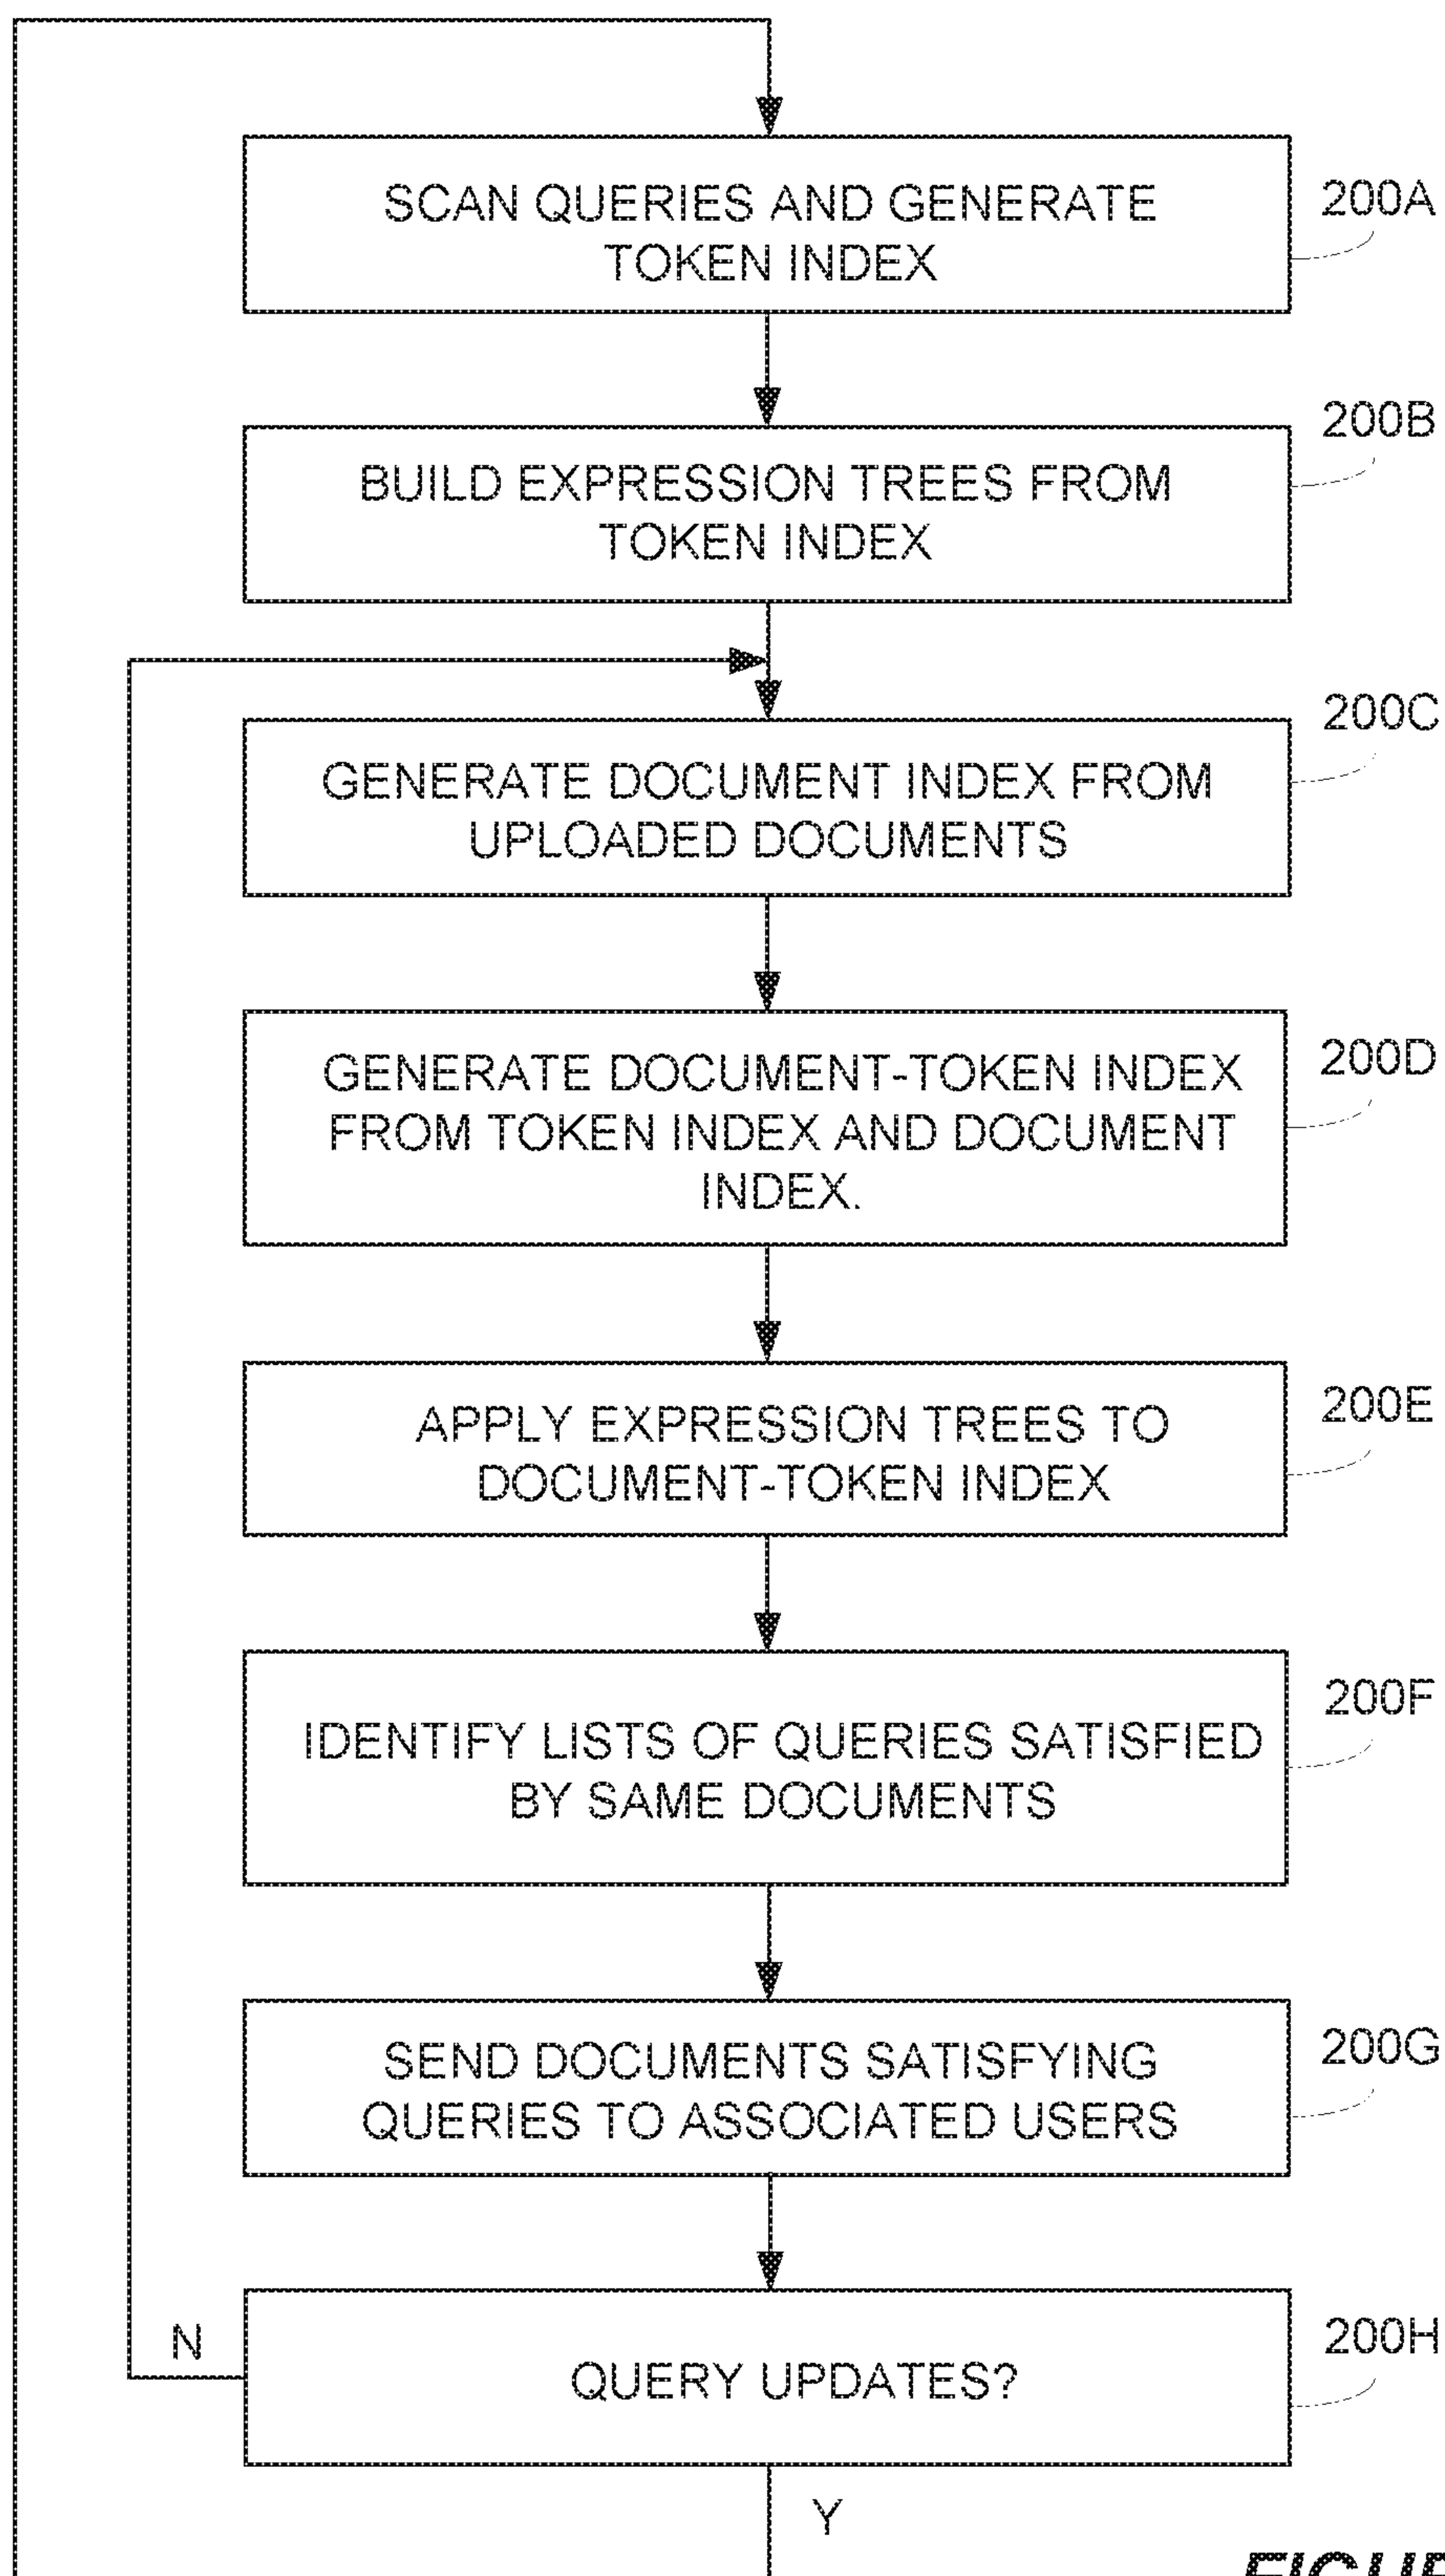 SCAN QUERIES AND GENERATE
TOKEN INDEX
200A
BUILD EXPRESSION TREES FROM
TOKEN INDEX
200B
GENERATE DOCUMENT INDEX FROM
UPLOADED DOCUMENTS
200C
GENERATE DOCUMENT-TOKEN INDEX
FROM TOKEN INDEX AND DOCUMENT
INDEX.
200D
APPLY EXPRESSION TREES TO
DOCUMENT-TOKEN INDEX
200E
IDENTIFY LISTS OF QUERIES SATISFIED
BY SAME DOCUMENTS
200F
SEND DOCUMENTS SATISFYING
QUERIES TO ASSOCIATED USERS
200G
N
QUERY UPDATES?
200H
Y